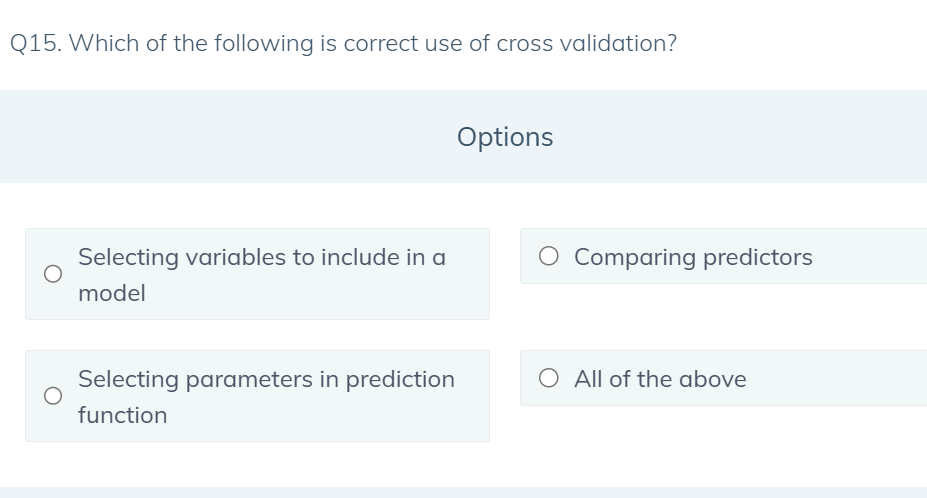 Q15. Which of the following is correct use of cross validation?
Options
Selecting variables to include in a
model
Comparing predictors
Selecting parameters in prediction
function
All of the above